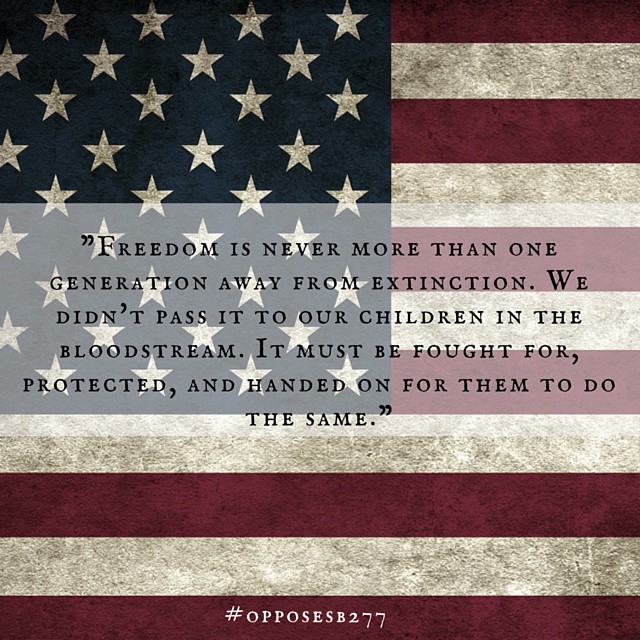 ”Freedom is never more than one
generation away from extinction. We
didn't pass it to our children in the
bloodstream. It must be fought for,
protected, and handed on for them to do
the same.”
#opposesb277